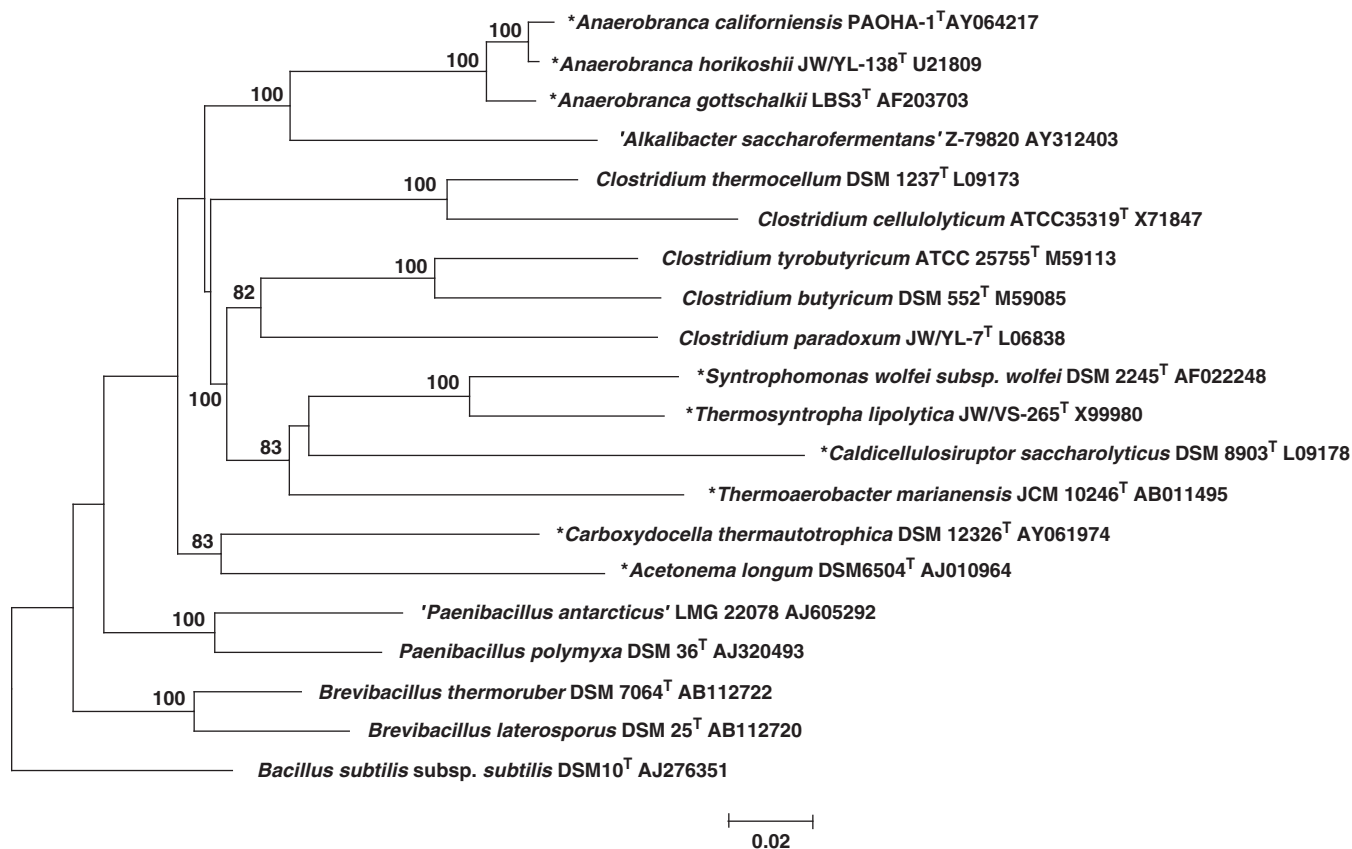 *Anaerobranca californiensis PAOHA-1ᵀAY064217
100
*Anaerobranca horikoshii JW/YL-138ᵀ U21809
100
*Anaerobranca gottschalkii LBS3ᵀ AF203703
100
'Alkalibacter saccharofermentans' Z-79820 AY312403
Clostridium thermocellum DSM 1237ᵀ L09173
100
Clostridium cellulolyticum ATCC35319ᵀ X71847
Clostridium tyrobutyricum ATCC 25755ᵀ M59113
100
82
Clostridium butyricum DSM 552ᵀ M59085
Clostridium paradoxum JW/YL-7ᵀ L06838
*Syntrophomonas wolfei subsp. wolfei DSM 2245ᵀ AF022248
100
100
*Thermosyntropha lipolytica JW/VS-265ᵀ X99980
83
*Caldicellulosiruptor saccharolyticus DSM 8903ᵀ L09178
*Thermoaerobacter marianensis JCM 10246ᵀ AB011495
*Carboxydocella thermautotrophica DSM 12326ᵀ AY061974
83
*Acetonema longum DSM6504ᵀ AJ010964
'Paenibacillus antarcticus' LMG 22078 AJ605292
100
Paenibacillus polymyxa DSM 36ᵀ AJ320493
Brevibacillus thermoruber DSM 7064ᵀ AB112722
100
Brevibacillus laterosporus DSM 25ᵀ AB112720
Bacillus subtilis subsp. subtilis DSM10ᵀ AJ276351
0.02